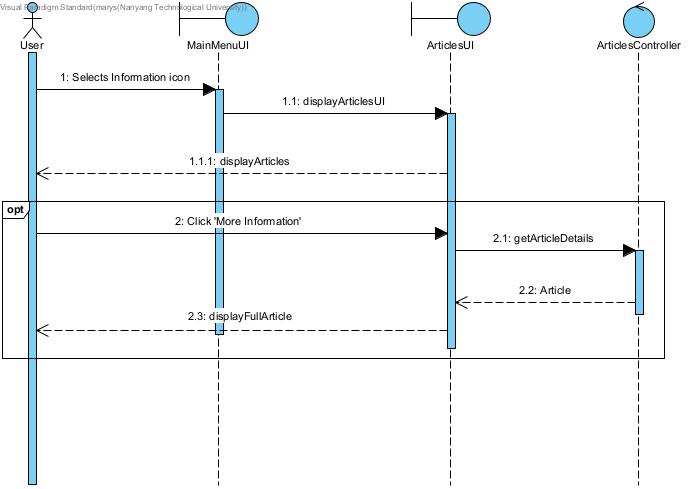 Visual Paradigm Standard(marys(Nanyang Technological University))
User
MainMenuUI
ArticlesUI
ArticlesController
1: Selects Information icon
1.1: displayArticlesUI
1.1.1: displayArticles
opt
2: Click 'More Information'
2.1: getArticleDetails
2.2: Article
2.3: displayFullArticle